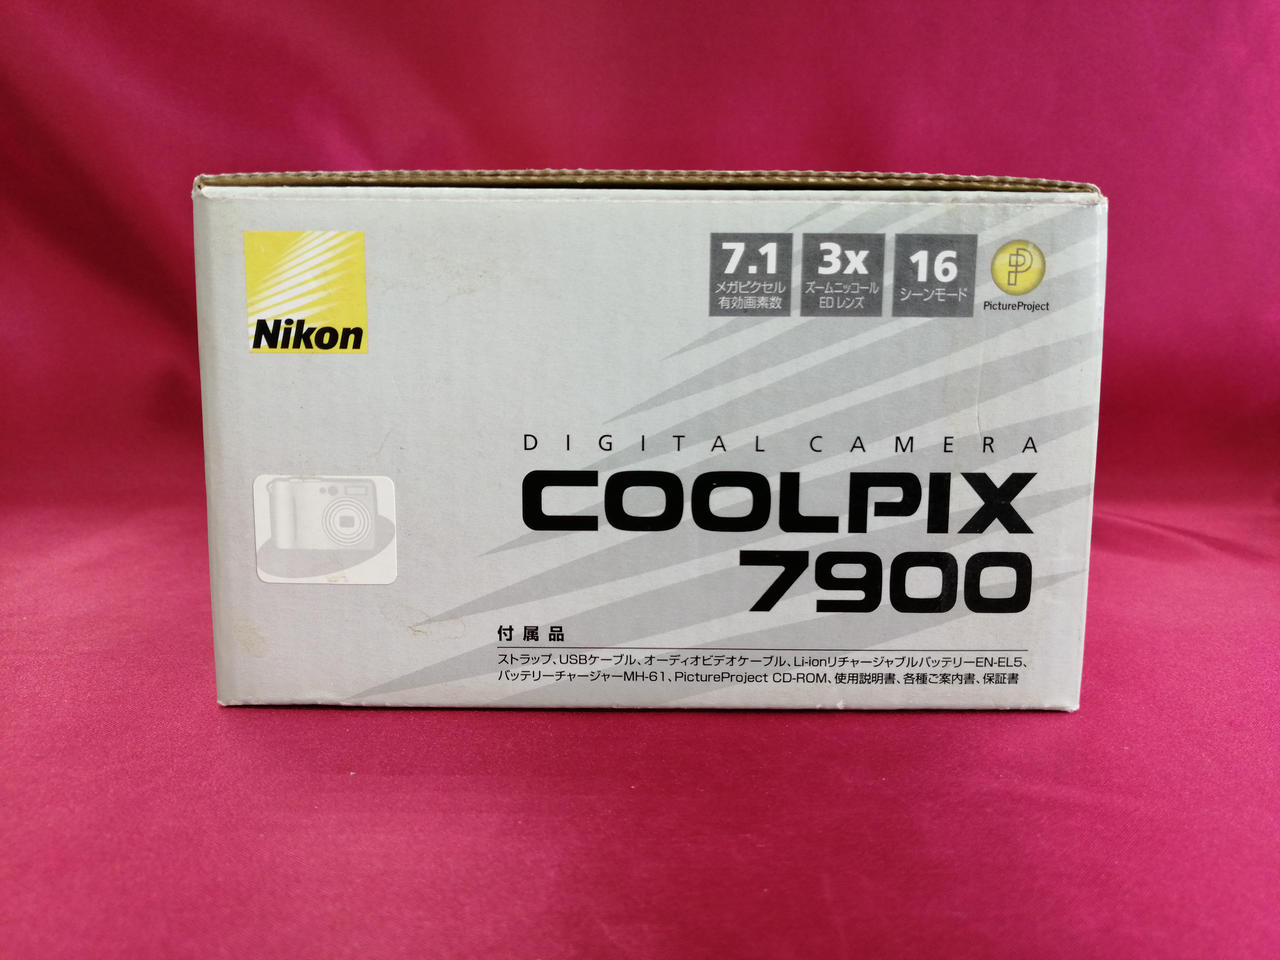 Nikon
7.1
メガピクセル
有効画素数
3x
ズームニッコール
EDレンズ
16
シーンモード
P
PictureProject
DIGITAL CAMERA
COOLPIX
7900
付属品
ストラップ、USBケーブル、オーディオビデオケーブル、Li-ionリチャージャブルバッテリーEN-EL5、
バッテリーチャージャーMH-61、PictureProject CD-ROM、使用説明書、各種ご案内書、保証書